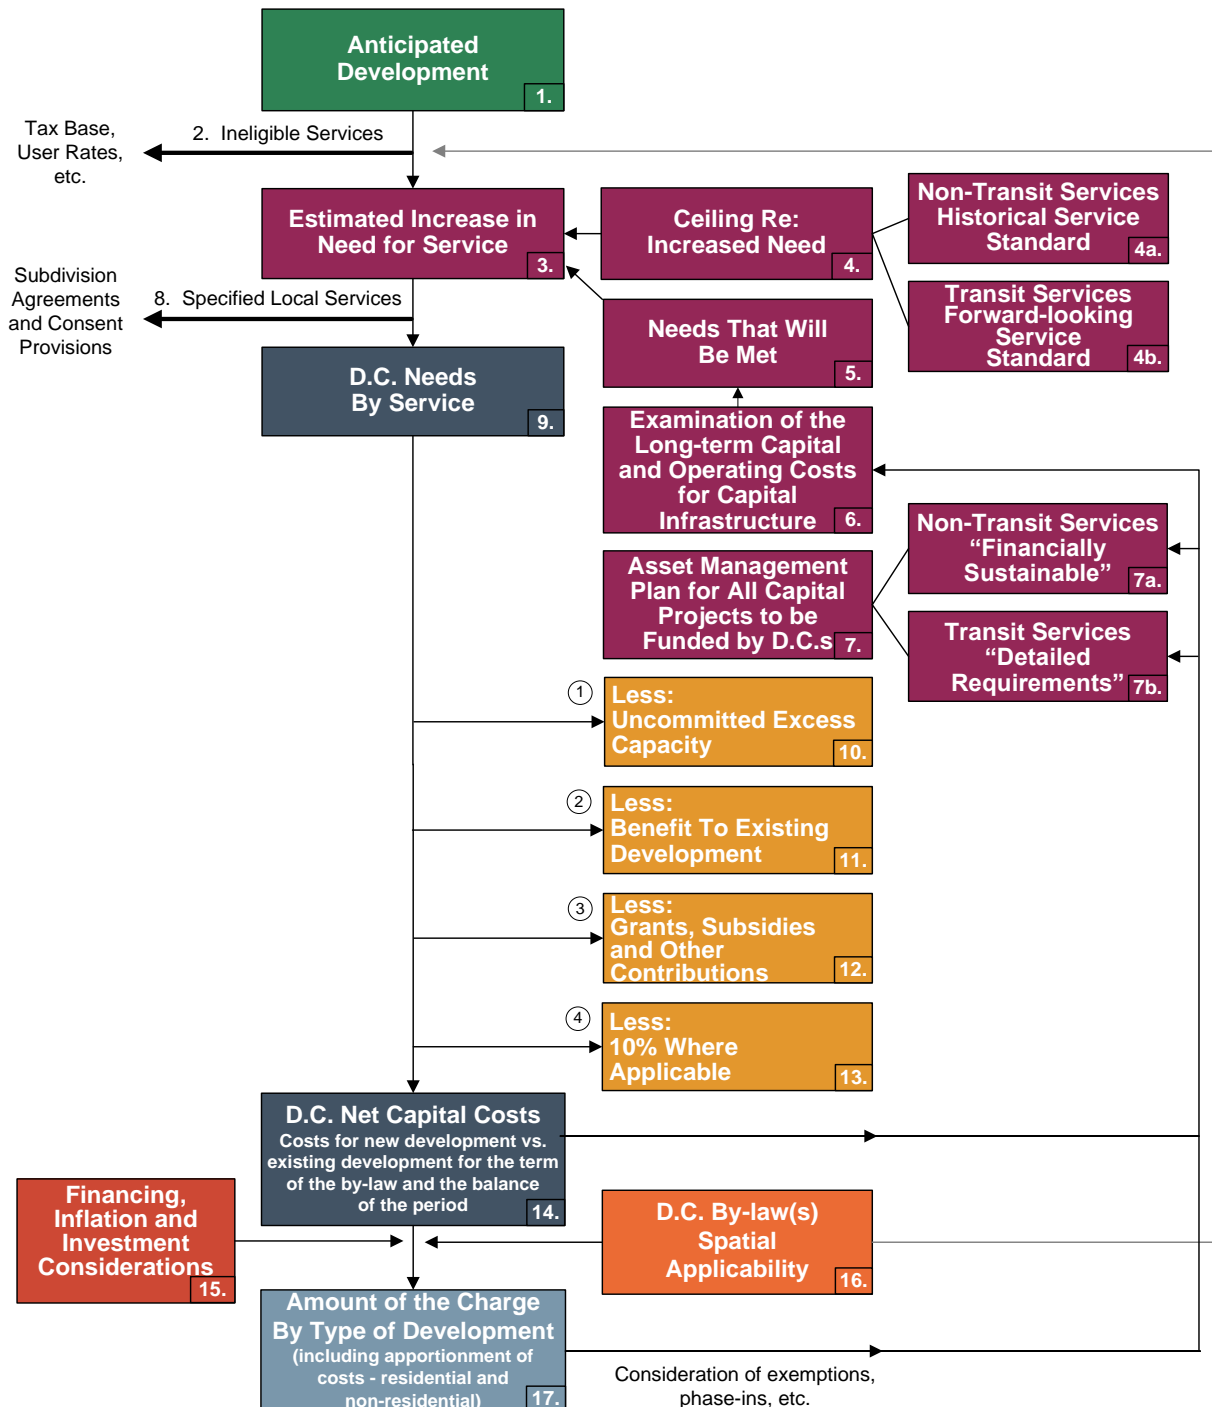 Anticipated
Development
1.
Tax Base,
User Rates,
etc.
2. Ineligible Services
Estimated Increase in
Need for Service
3.
Ceiling Re:
Increased Need
4.
Non-Transit Services
Historical Service
Standard
4a.
Transit Services
Forward-looking
Service
Standard
4b.
Subdivision
Agreements
and Consent
Provisions
8. Specified Local Services
Needs That Will
Be Met
5.
D.C. Needs
By Service
9.
Examination of the
Long-term Capital
and Operating Costs
for Capital
Infrastructure
6.
Asset Management
Plan for All Capital
Projects to be
Funded by D.C.s
7.
Non-Transit Services
“Financially
Sustainable”
7a.
Transit Services
“Detailed
Requirements”
7b.
1
Less:
Uncommitted Excess
Capacity
10.
2
Less:
Benefit To Existing
Development
11.
3
Less:
Grants, Subsidies
and Other
Contributions
12.
4
Less:
10% Where
Applicable
13.
D.C. Net Capital Costs
Costs for new development vs.
existing development for the term
of the by-law and the balance
of the period
14.
Financing,
Inflation and
Investment
Considerations
15.
D.C. By-law(s)
Spatial
Applicability
16.
Amount of the Charge
By Type of Development
(including apportionment of
costs - residential and
non-residential)
17.
Consideration of exemptions,
phase-ins, etc.